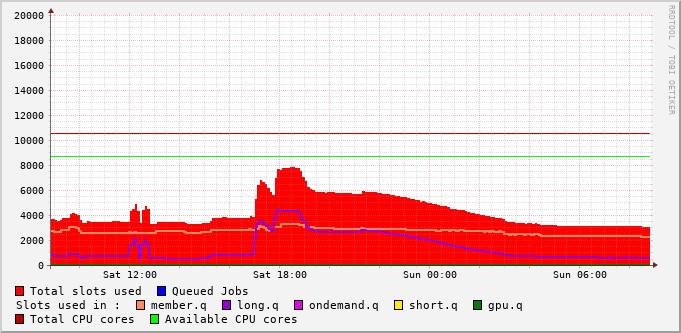 RRDTOOL / TOBI OETIKER
20000
18000
16000
14000
12000
10000
8000
6000
4000
2000
0
Sat 12:00 Sat 18:00 Sun 00:00 Sun 06:00
Total slots used Queued Jobs
Slots used in : member.q long.q ondemand.q short.q gpu.q
Total CPU cores Available CPU cores